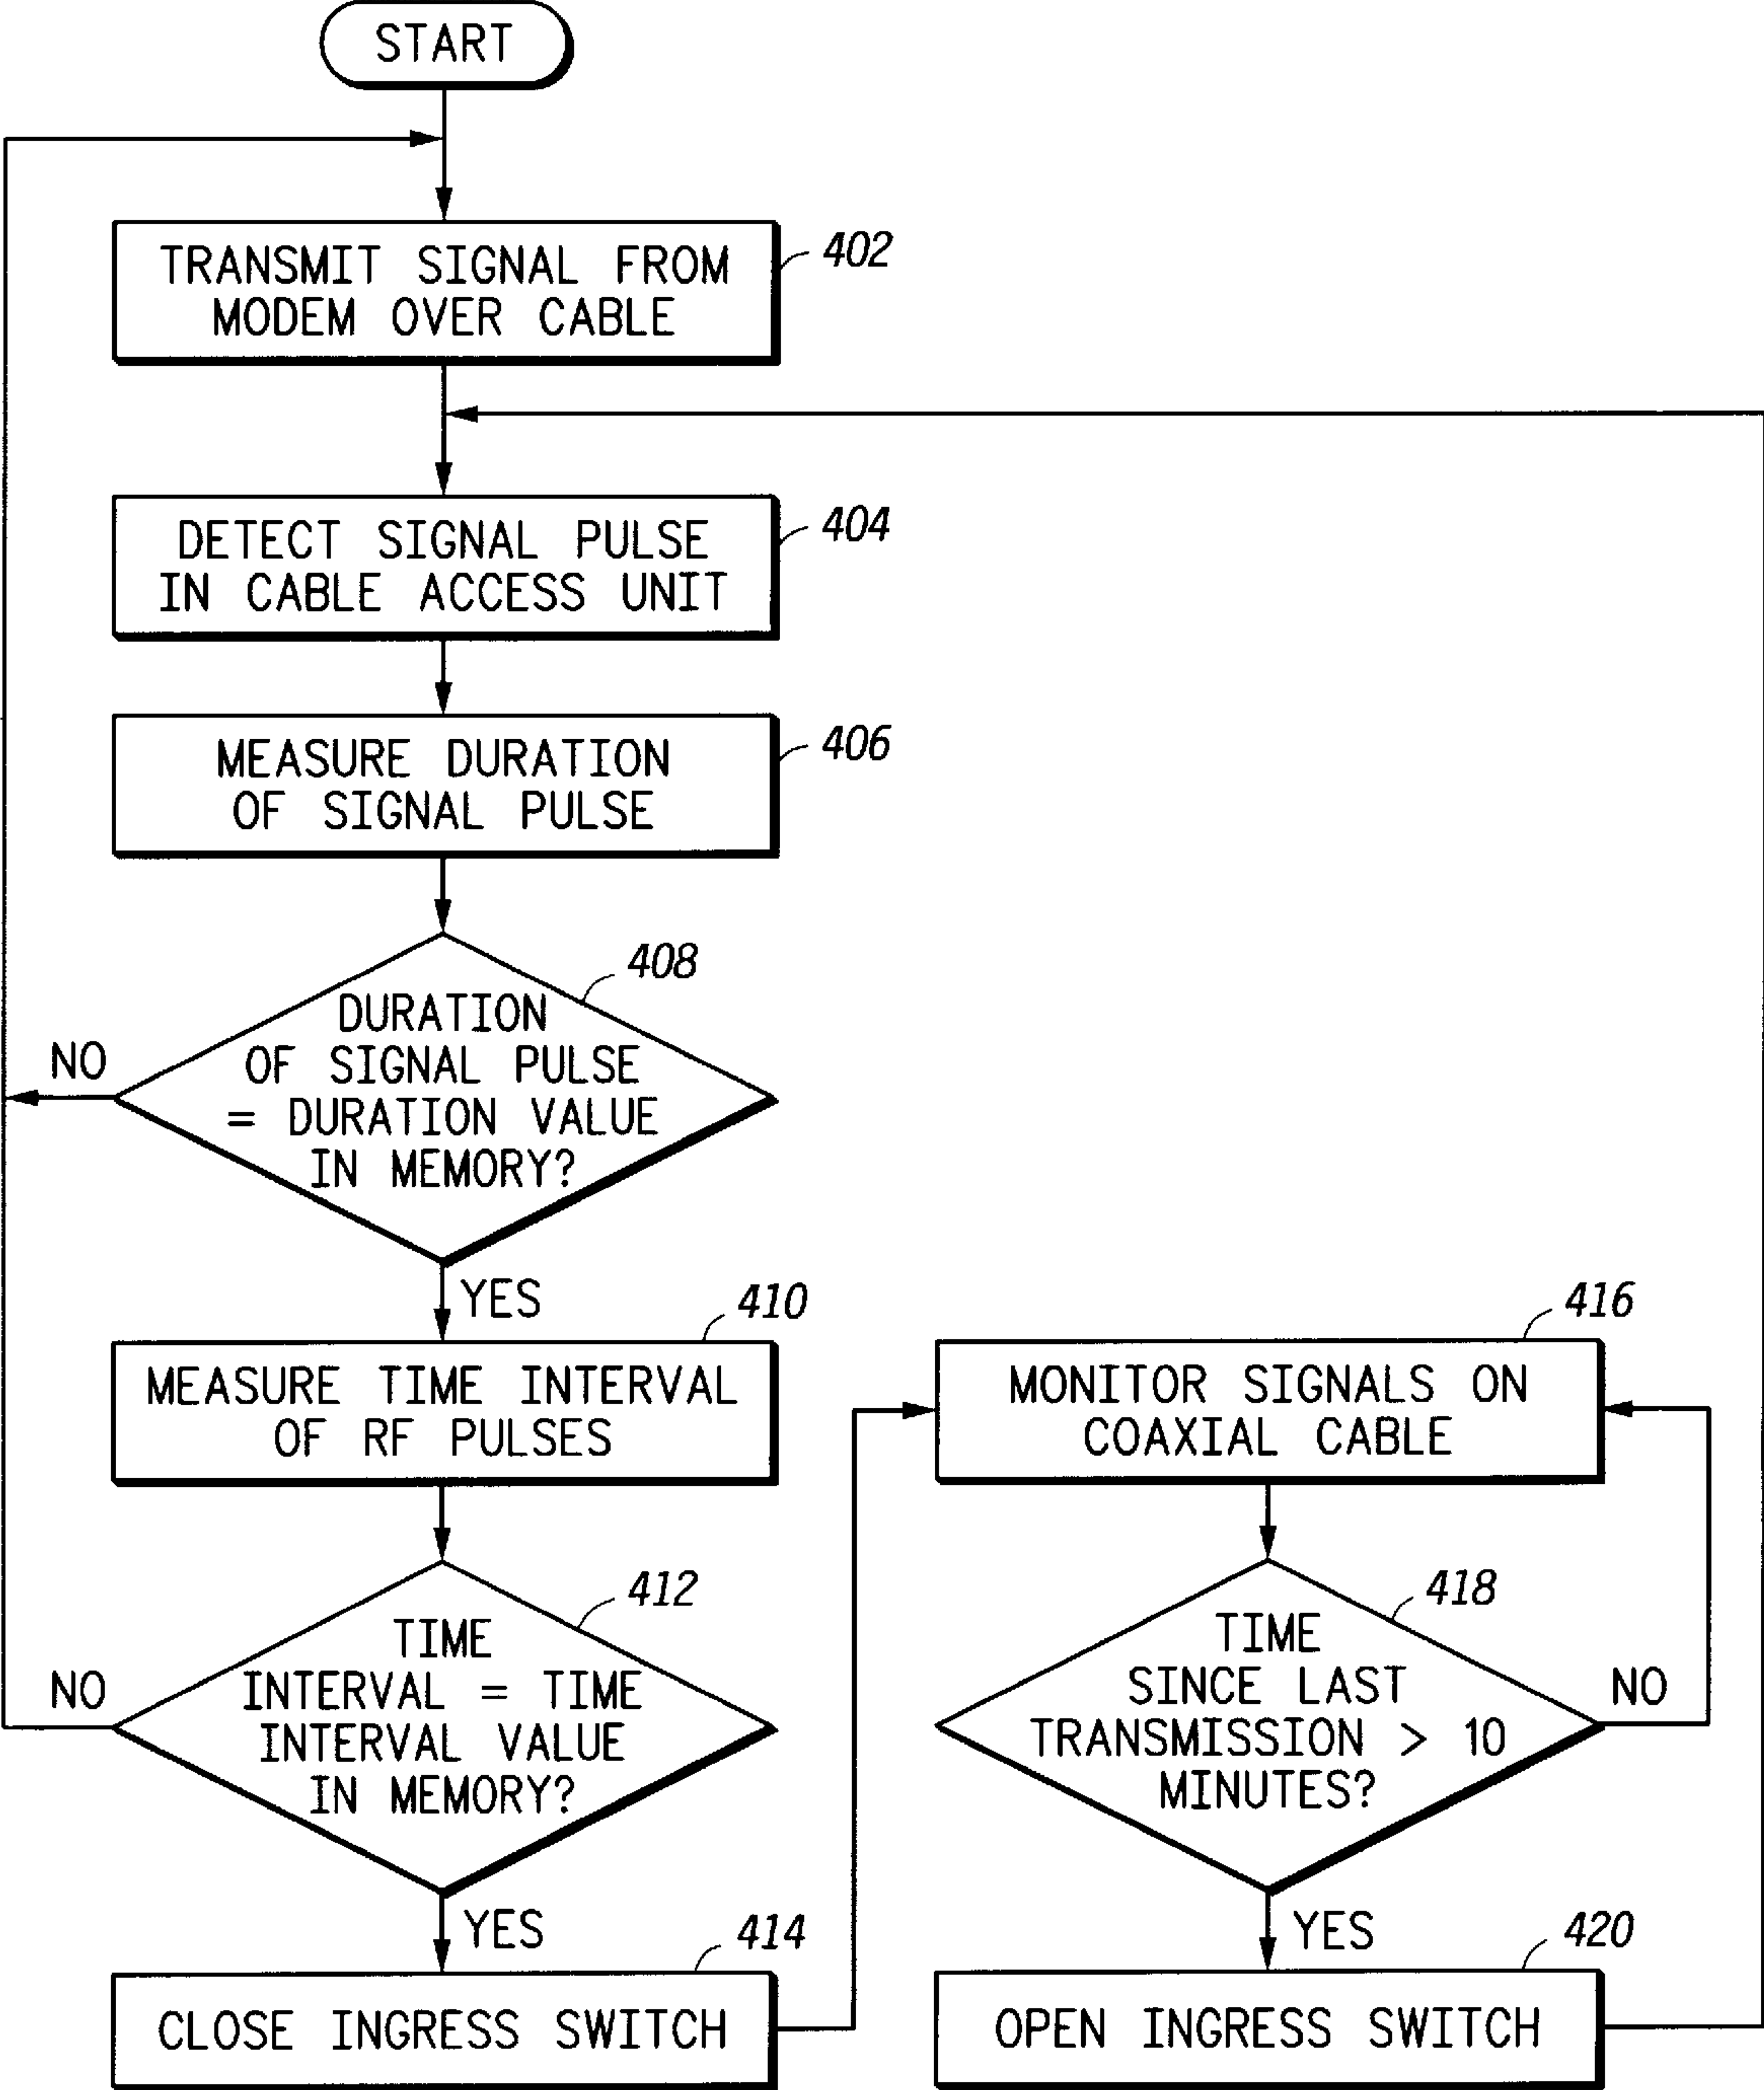 START
TRANSMIT SIGNAL FROM
MODEM OVER CABLE
402
DETECT SIGNAL PULSE
IN CABLE ACCESS UNIT
404
MEASURE DURATION
OF SIGNAL PULSE
406
408
DURATION
OF SIGNAL PULSE
= DURATION VALUE
IN MEMORY?
NO
YES
410
MEASURE TIME INTERVAL
OF RF PULSES
412
TIME
INTERVAL = TIME
INTERVAL VALUE
IN MEMORY?
NO
YES
414
CLOSE INGRESS SWITCH
416
MONITOR SIGNALS ON
COAXIAL CABLE
418
TIME
SINCE LAST
TRANSMISSION > 10
MINUTES?
NO
YES
420
OPEN INGRESS SWITCH